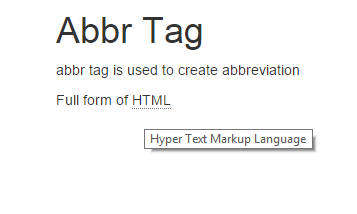 Abbr Tag
abbr tag is used to create abbreviation
Full form of HTML
Hyper Text Markup Language